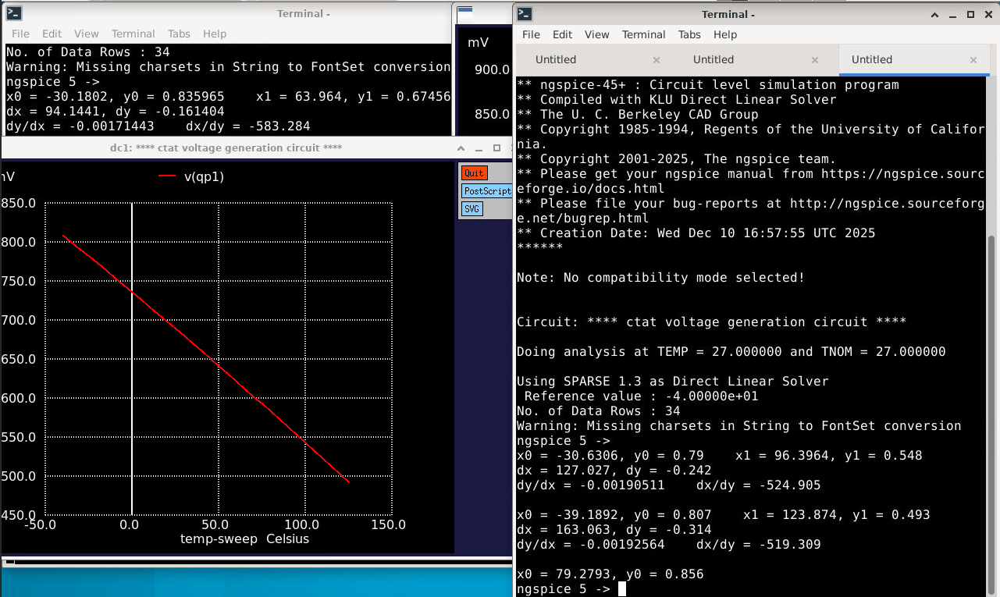 Terminal -
File Edit View Terminal Tabs Help
No. of Data Rows : 34
Warning: Missing charsets in String to FontSet conversion
ngspice 5 ->
x0 = -30.1802, y0 = 0.835965    x1 = 63.964, y1 = 0.67456
dx = 94.1441, dy = -0.161404
dy/dx = -0.00171443    dx/dy = -583.284
mV
900.0
850.0
dc1: **** ctat voltage generation circuit ****
v(qp1)
Quit
PostScript
SVG
850.0
800.0
750.0
700.0
650.0
600.0
550.0
500.0
450.0
-50.0 0.0 50.0 100.0 150.0
temp-sweep Celsius
Terminal -
File Edit View Terminal Tabs Help
Untitled Untitled Untitled
** ngspice-45+ : Circuit level simulation program
** Compiled with KLU Direct Linear Solver
** The U. C. Berkeley CAD Group
** Copyright 1985-1994, Regents of the University of Califor
nia.
** Copyright 2001-2025, The ngspice team.
** Please get your ngspice manual from https://ngspice.sourc
eforge.io/docs.html
** Please file your bug-reports at http://ngspice.sourceforg
e.net/bugrep.html
** Creation Date: Wed Dec 10 16:57:55 UTC 2025
******
Note: No compatibility mode selected!
Circuit: **** ctat voltage generation circuit ****
Doing analysis at TEMP = 27.000000 and TNOM = 27.000000
Using SPARSE 1.3 as Direct Linear Solver
Reference value : -4.00000e+01
No. of Data Rows : 34
Warning: Missing charsets in String to FontSet conversion
ngspice 5 ->
x0 = -30.6306, y0 = 0.79    x1 = 96.3964, y1 = 0.548
dx = 127.027, dy = -0.242
dy/dx = -0.00190511    dx/dy = -524.905
x0 = -39.1892, y0 = 0.807    x1 = 123.874, y1 = 0.493
dx = 163.063, dy = -0.314
dy/dx = -0.00192564    dx/dy = -519.309
x0 = 79.2793, y0 = 0.856
ngspice 5 ->